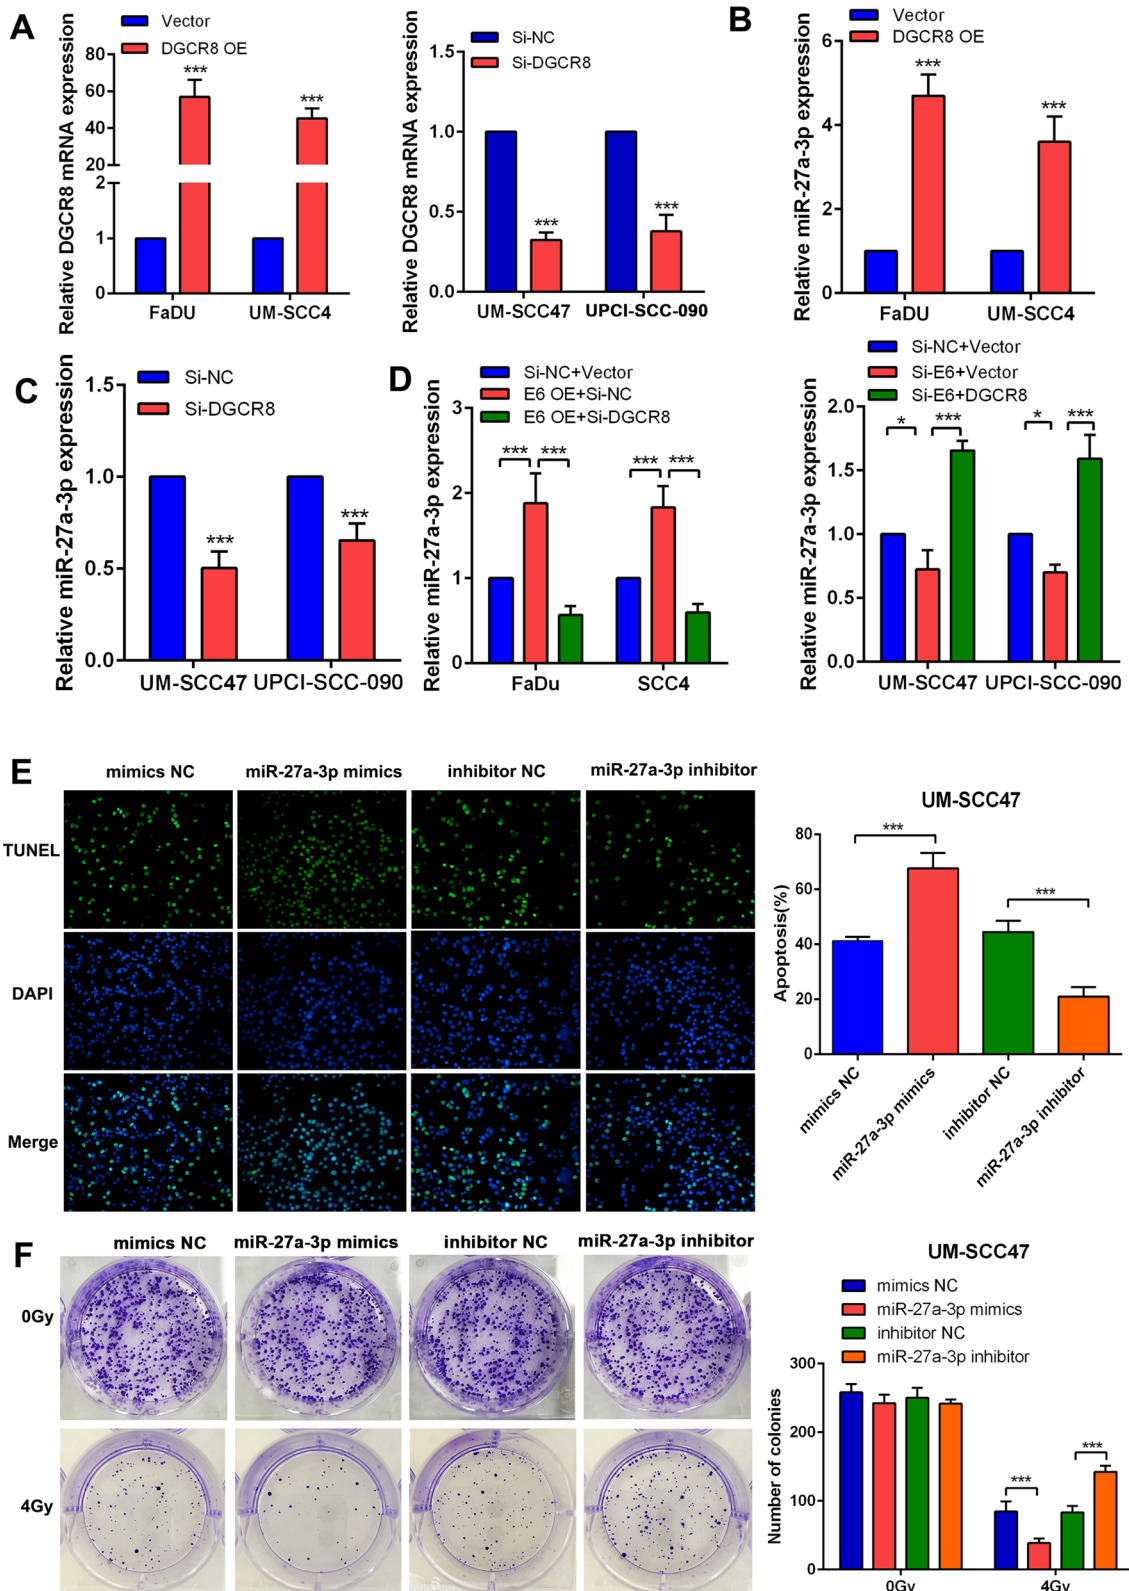 A
Vector
DGCR8 OE
Relative DGCR8 mRNA expression
80
60
40
20
2
1
0
***
***
FaDU
UM-SCC4
Si-NC
Si-DGCR8
Relative DGCR8 mRNA expression
1.5
1.0
0.5
0.0
***
***
UM-SCC47
UPCI-SCC-090
B
Vector
DGCR8 OE
Relative miR-27a-3p expression
6
4
2
0
***
***
FaDU
UM-SCC4
C
Si-NC
Si-DGCR8
Relative miR-27a-3p expression
1.5
1.0
0.5
0.0
***
***
UM-SCC47
UPCI-SCC-090
D
Si-NC+Vector
E6 OE+Si-NC
E6 OE+Si-DGCR8
Relative miR-27a-3p expression
3
2
1
0
*** ***
*** ***
FaDu
SCC4
Si-NC+Vector
Si-E6+Vector
Si-E6+DGCR8
Relative miR-27a-3p expression
2.0
1.5
1.0
0.5
0.0
* ***
* ***
UM-SCC47
UPCI-SCC-090
E
mimics NC
miR-27a-3p mimics
inhibitor NC
miR-27a-3p inhibitor
TUNEL
DAPI
Merge
UM-SCC47
Apoptosis(%)
80
60
40
20
0
***
***
mimics NC
miR-27a-3p mimics
inhibitor NC
miR-27a-3p inhibitor
F
mimics NC
miR-27a-3p mimics
inhibitor NC
miR-27a-3p inhibitor
0Gy
4Gy
UM-SCC47
mimics NC
miR-27a-3p mimics
inhibitor NC
miR-27a-3p inhibitor
Number of colonies
300
200
100
0
***
***
0Gy
4Gy